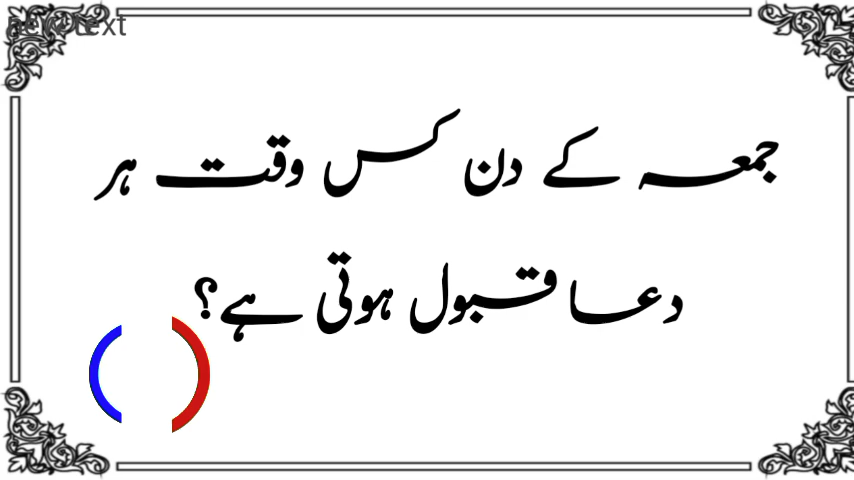 جمعہ کے دن کس وقت ہر
دعا قبول ہوتی ہے؟